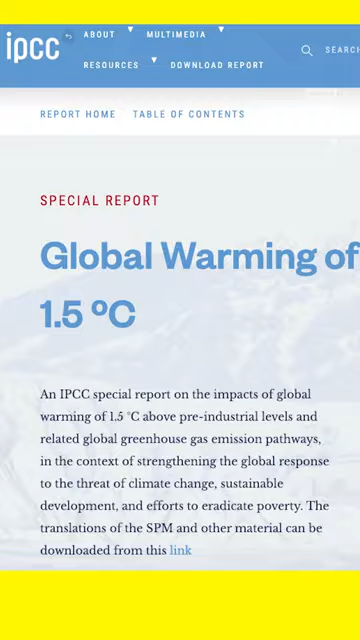 ipcc
ABOUT MULTIMEDIA
RESOURCES DOWNLOAD REPORT
SEARCH
REPORT HOME TABLE OF CONTENTS
SPECIAL REPORT
Global Warming of
1.5 ºC
An IPCC special report on the impacts of global
warming of 1.5 °C above pre-industrial levels and
related global greenhouse gas emission pathways,
in the context of strengthening the global response
to the threat of climate change, sustainable
development, and efforts to eradicate poverty. The
translations of the SPM and other material can be
downloaded from this link